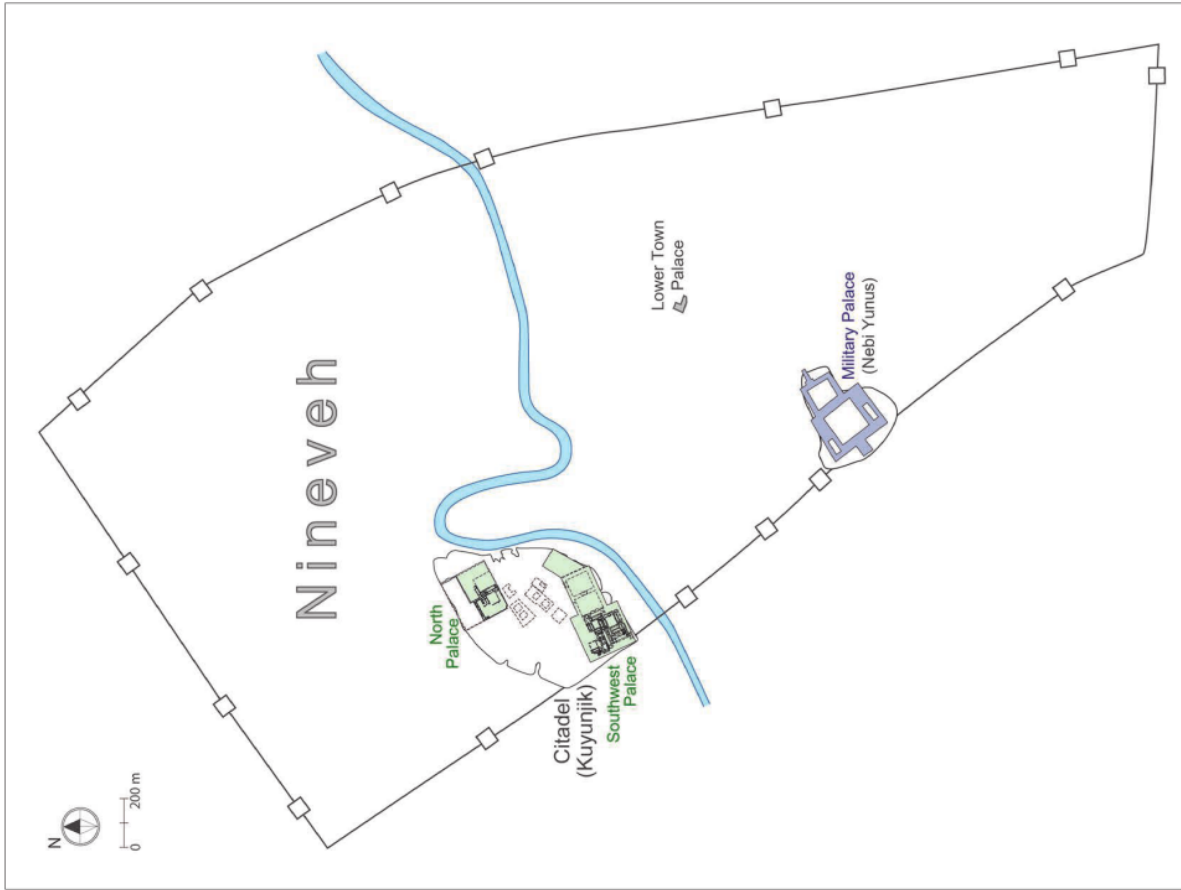 N
0
200 m
Nineveh
North
Palace
Citadel
(Kuyunjik)
Southwest
Palace
Lower Town
Palace
Military Palace
(Nebi Yunus)